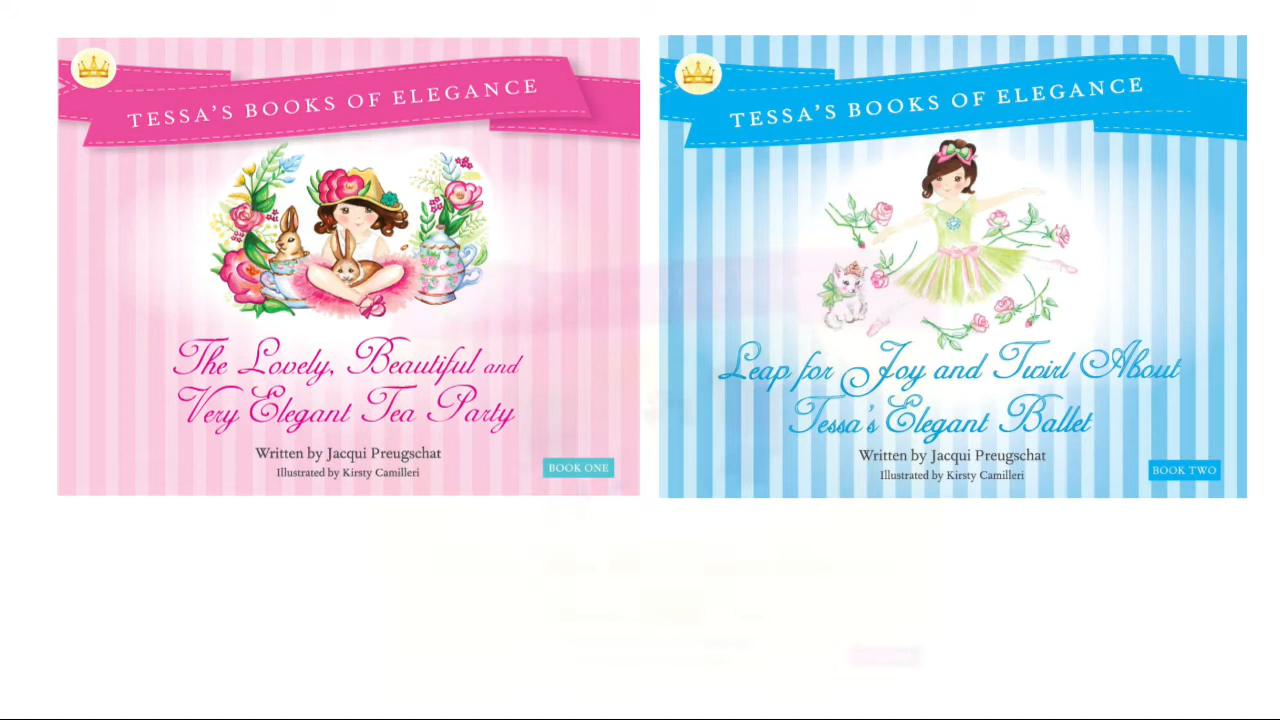 TESSA'S BOOKS OF ELEGANCE
The Lovely, Beautiful and
Very Elegant Tea Party
Written by Jacqui Preugschat
Illustrated by Kirsty Camilleri
BOOK ONE
TESSA'S BOOKS OF ELEGANCE
Leap for Joy and Twirl About
Tessa's Elegant Ballet
Written by Jacqui Preugschat
Illustrated by Kirsty Camilleri
BOOK TWO